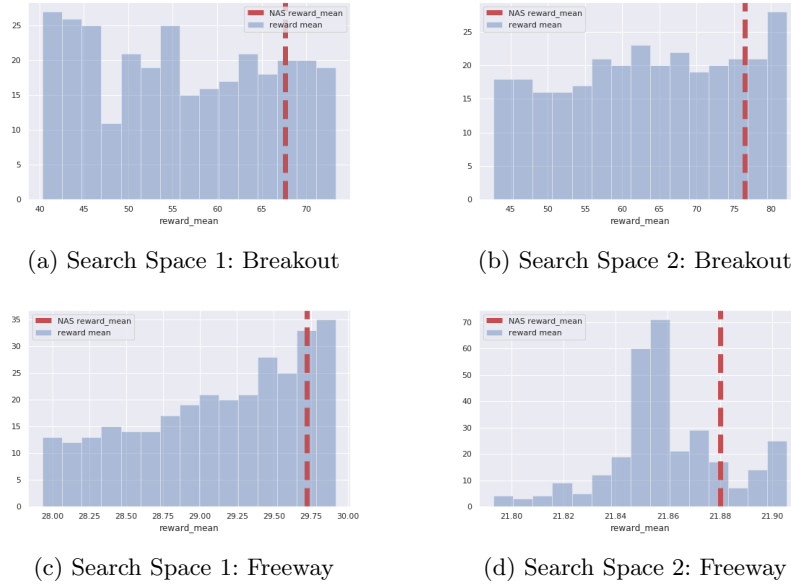 NAS reward_mean
reward mean
25
20
15
10
5
0
40 45 50 55 60 65 70
reward_mean
(a) Search Space 1: Breakout
NAS reward_mean
reward mean
25
20
15
10
5
0
45 50 55 60 65 70 75 80
reward_mean
(b) Search Space 2: Breakout
NAS reward_mean
reward mean
35
30
25
20
15
10
5
0
28.00 28.25 28.50 28.75 29.00 29.25 29.50 29.75 30.00
reward_mean
(c) Search Space 1: Freeway
NAS reward_mean
reward mean
70
60
50
40
30
20
10
0
21.80 21.82 21.84 21.86 21.88 21.90
reward_mean
(d) Search Space 2: Freeway